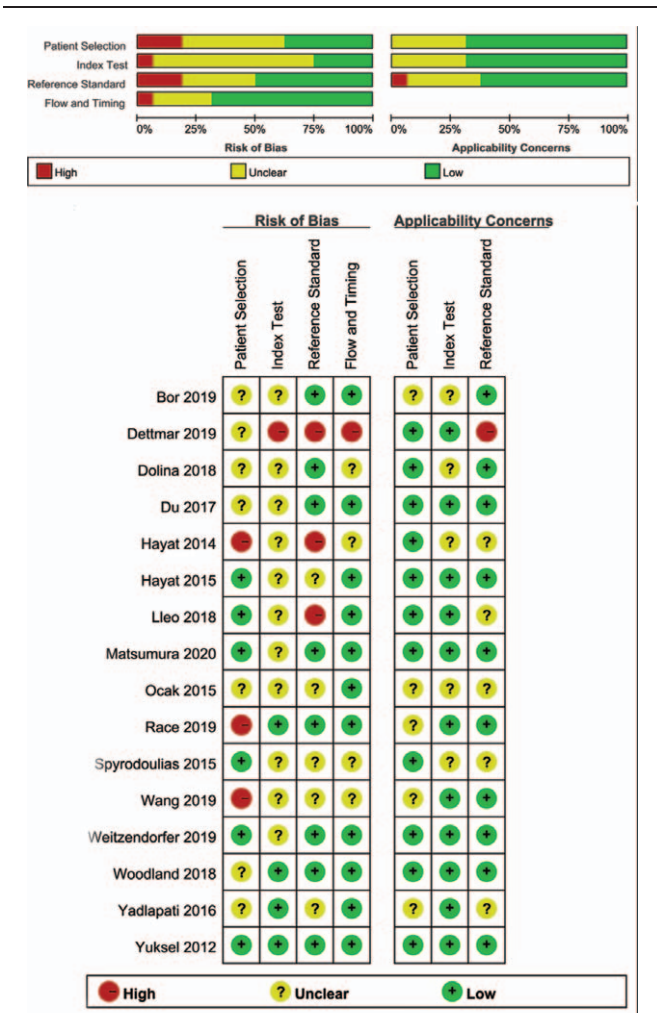 Patient Selection
Index Test
Reference Standard
Flow and Timing
0% 25% 50% 75% 100% 0% 25% 50% 75% 100%
Risk of Bias Applicability Concerns
High Unclear Low
Risk of Bias Applicability Concerns
Patient Selection Index Test Reference Standard Flow and Timing Patient Selection Index Test Reference Standard
Bor 2019 ? ? + + ? ? +
Dettmar 2019 ? - - - + + -
Dolina 2018 ? ? + ? + ? +
Du 2017 ? ? + + + + +
Hayat 2014 - ? - ? + ? ?
Hayat 2015 + ? ? + + + +
Lleo 2018 + ? - + + + ?
Matsumura 2020 + ? + + + + +
Ocak 2015 ? ? ? + ? ? ?
Race 2019 - + + + ? + +
Spyrodoulias 2015 + ? ? ? + ? ?
Wang 2019 - ? ? ? ? + +
Weitzendorfer 2019 + ? + + + + +
Woodland 2018 ? + + + + + +
Yadlapati 2016 ? + ? + ? + ?
Yuksel 2012 + + + + + + +
- High ? Unclear + Low